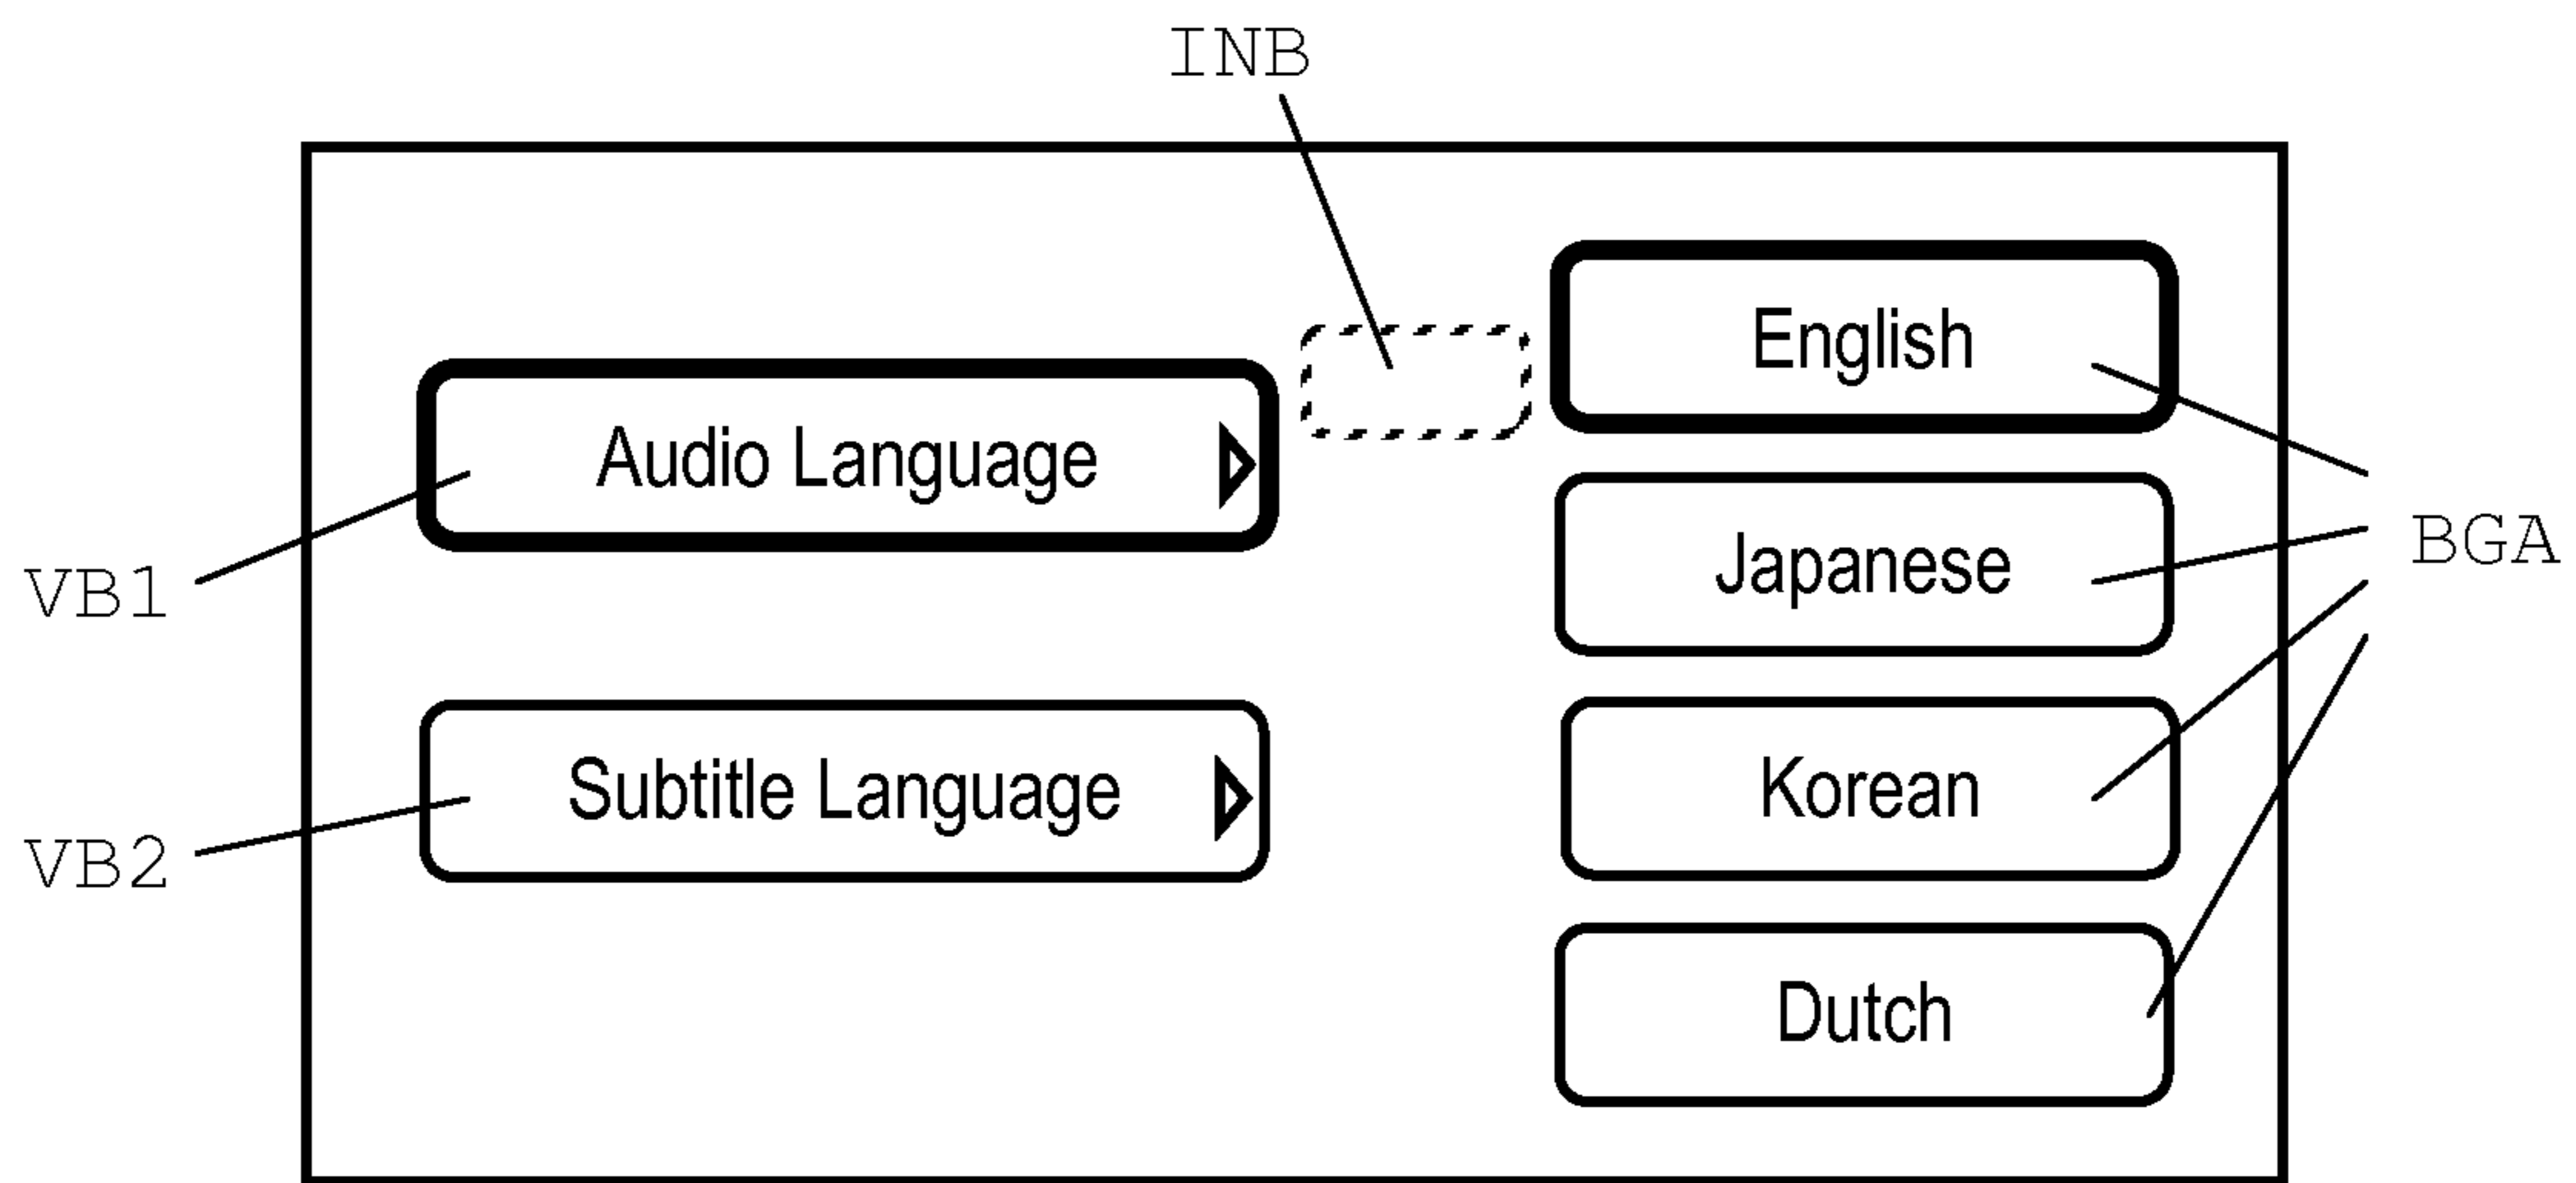 INB
English
Audio Language
Japanese
BGA
VB1
Subtitle Language
Korean
VB2
Dutch